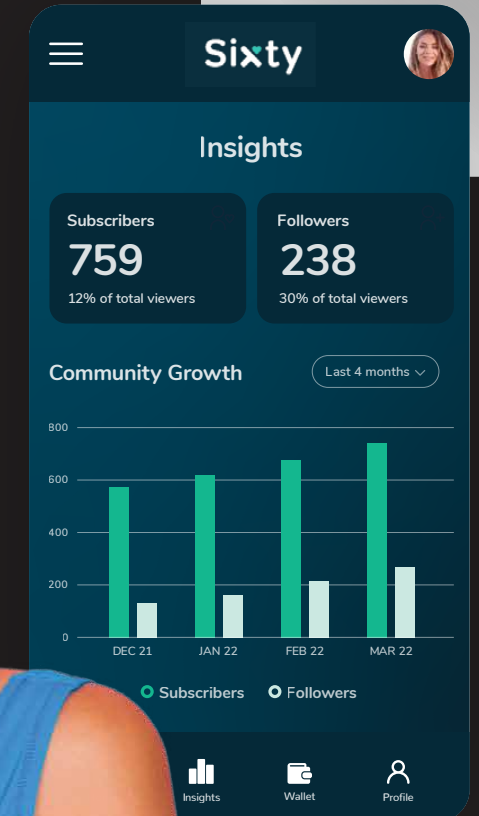 Sixty
Insights
Subscribers
759
12% of total viewers
Followers
238
30% of total viewers
Community Growth
Last 4 months
800
600
400
200
0
DEC 21
JAN 22
FEB 22
MAR 22
Subscribers
Followers
Insights
Wallet
Profile